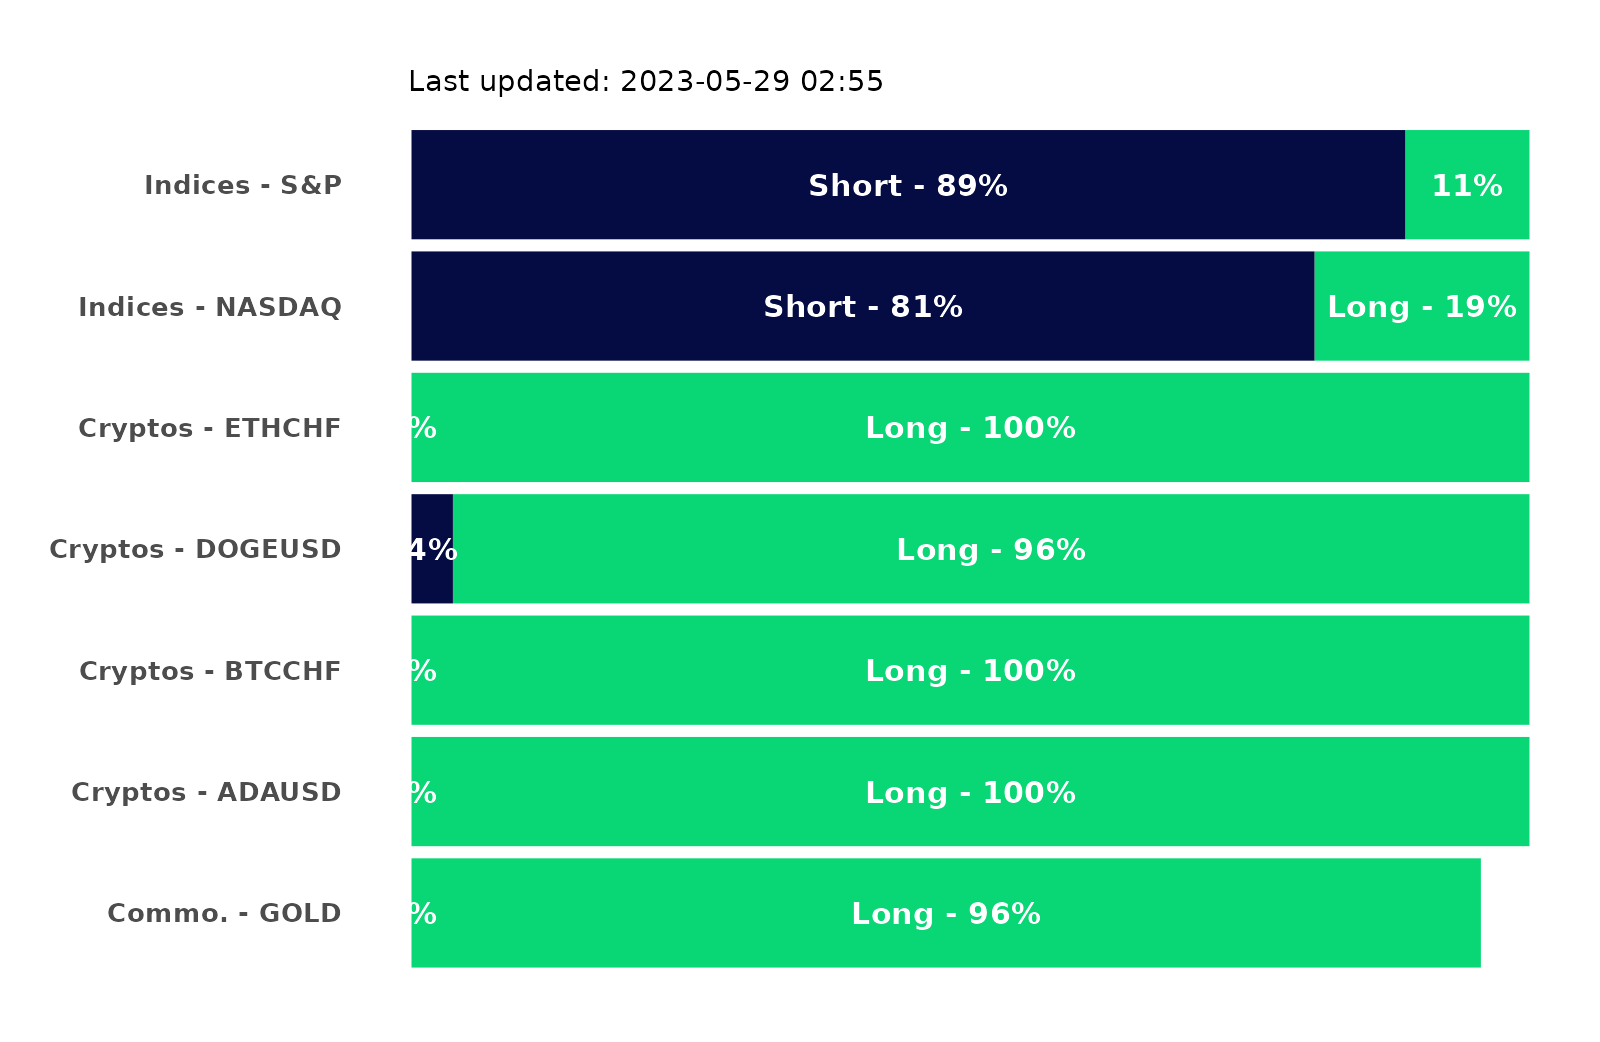 Last updated: 2023-05-29 02:55
Indices - S&P Short - 89% 11%
Indices - NASDAQ Short - 81% Long - 19%
Cryptos - ETHCHF % Long - 100%
Cryptos - DOGEUSD 4% Long - 96%
Cryptos - BTCCHF % Long - 100%
Cryptos - ADAUSD % Long - 100%
Commo. - GOLD % Long - 96%